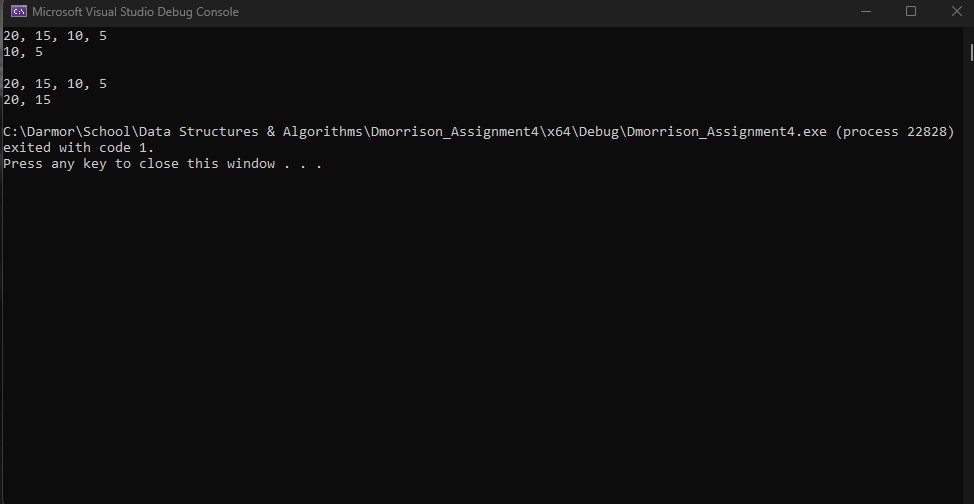 Microsoft Visual Studio Debug Console
20, 15, 10, 5
10, 5
20, 15, 10, 5
20, 15
C:\Darmor\School\Data Structures & Algorithms\Dmorrison_Assignment4\x64\Debug\Dmorrison_Assignment4.exe (process 22828)
exited with code 1.
Press any key to close this window . . .